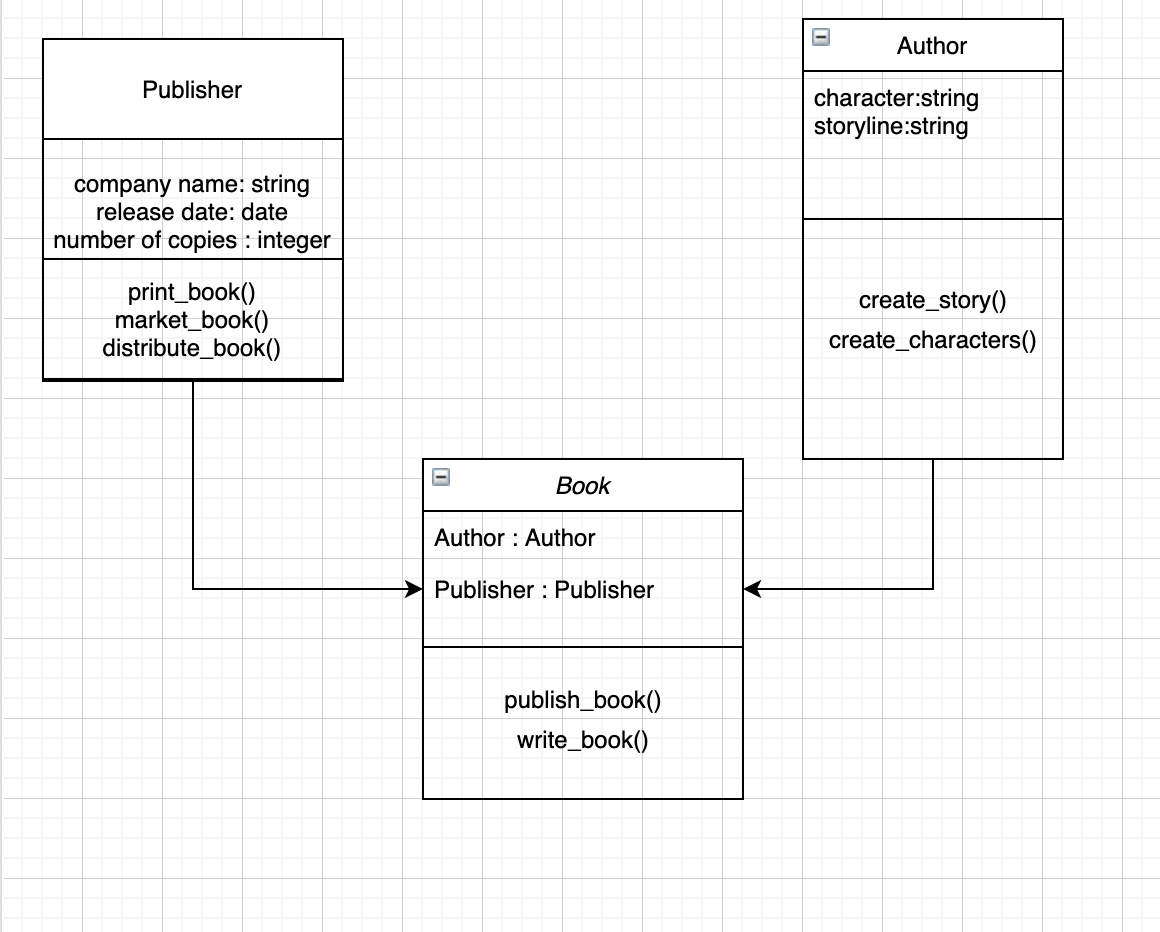 Publisher
company name: string
release date: date
number of copies : integer
print_book()
market_book()
distribute_book()
Author
character:string
storyline:string
create_story()
create_characters()
Book
Author : Author
Publisher : Publisher
publish_book()
write_book()